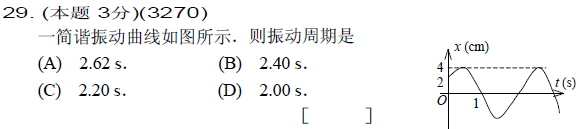 29. (本题 3分)(3270)
一简谐振动曲线如图所示．则振动周期是
(A) 2.62 s． (B) 2.40 s．
(C) 2.20 s． (D) 2.00 s．
[ ]
x (cm)
4
2
O
1
t (s)